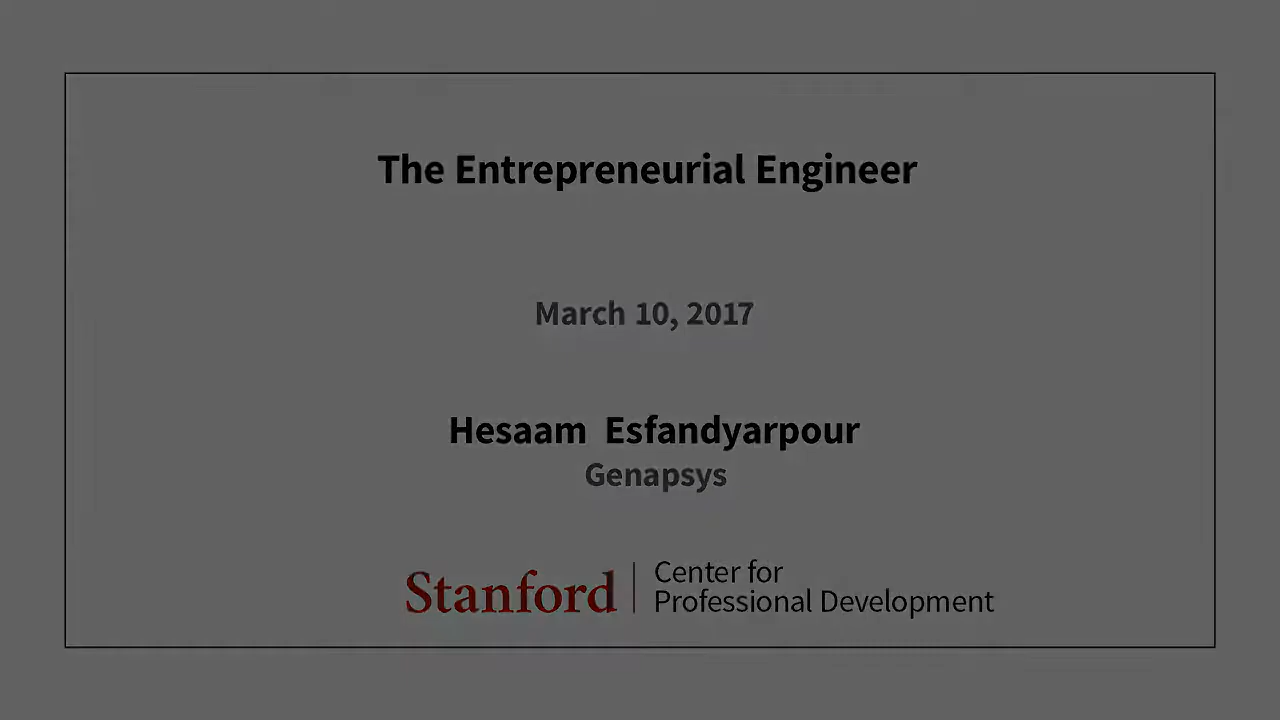 The Entrepreneurial Engineer
March 10, 2017
Hesaam Esfandyarpour
Genapsys
Stanford
Center for
Professional Development